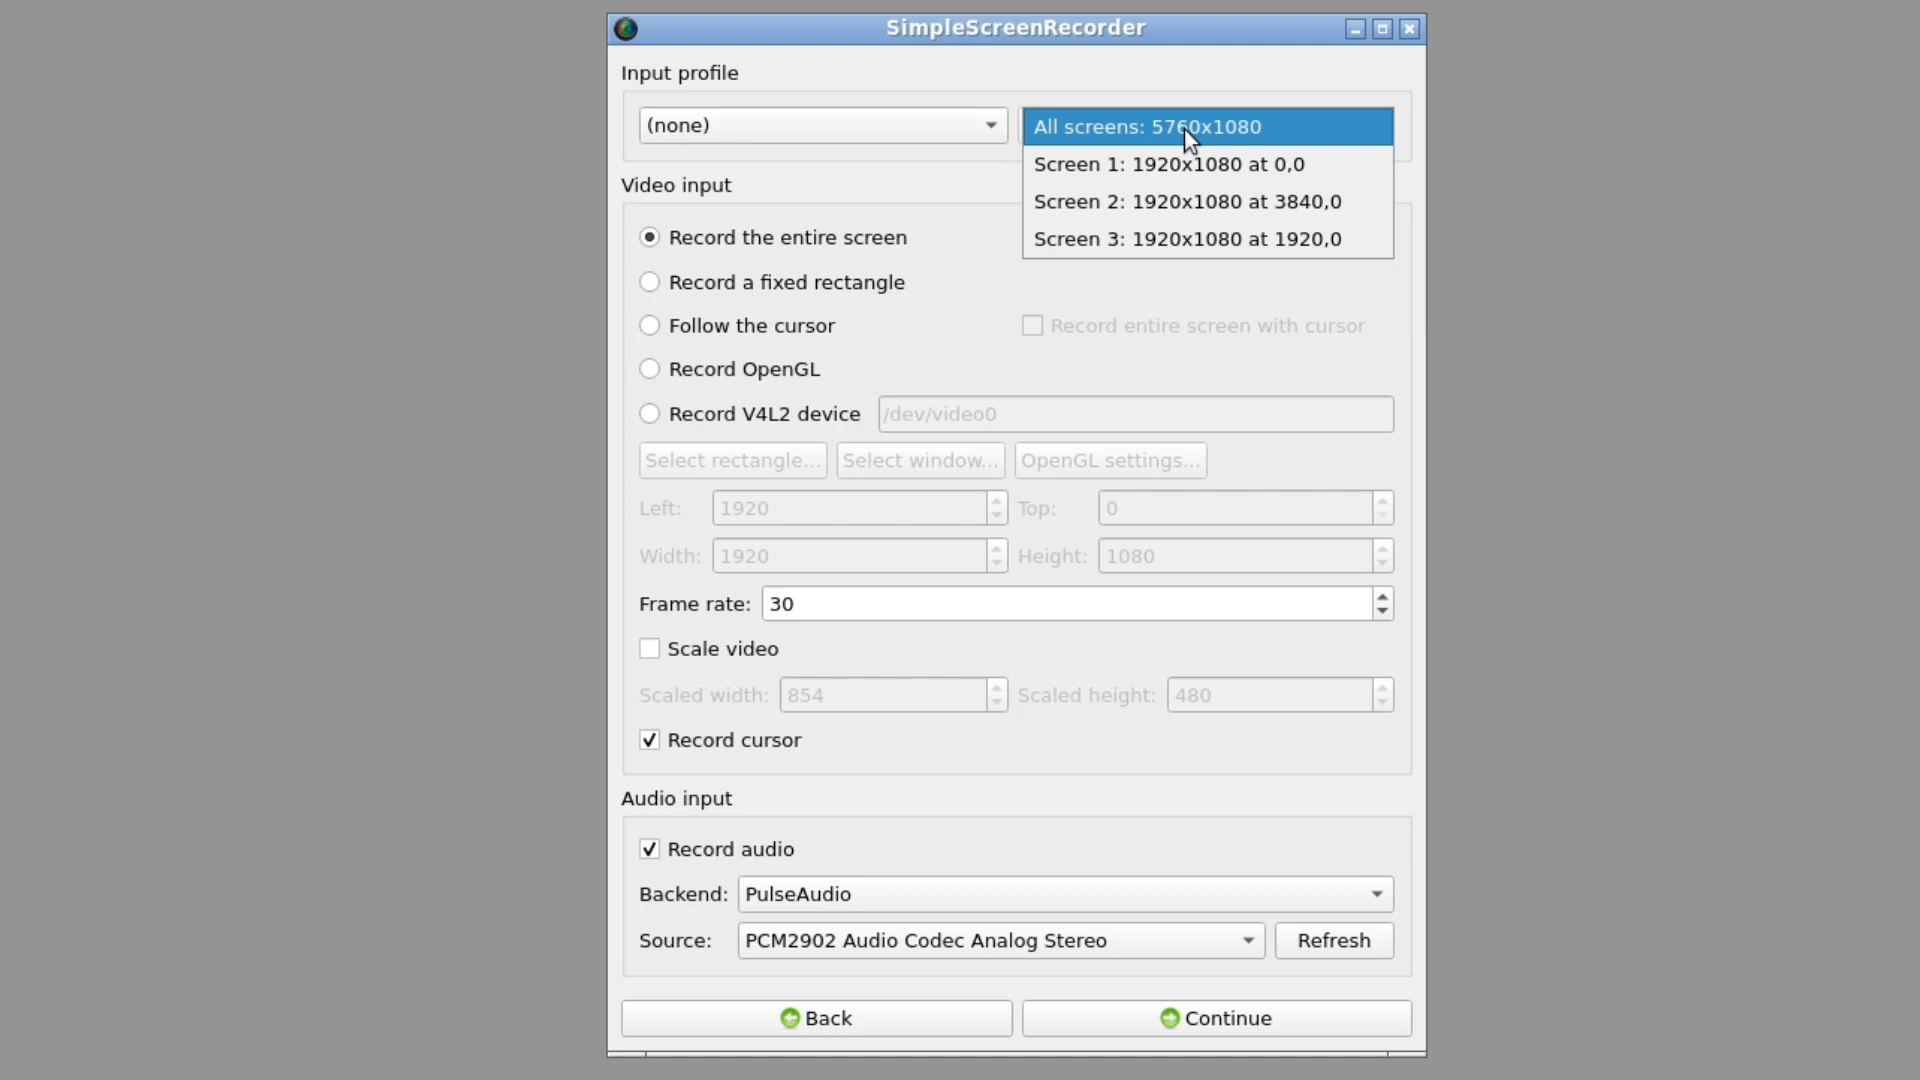 SimpleScreenRecorder
Input profile
(none)
All screens: 5760x1080
Screen 1: 1920x1080 at 0,0
Screen 2: 1920x1080 at 3840,0
Screen 3: 1920x1080 at 1920,0
Video input
Record the entire screen
Record a fixed rectangle
Follow the cursor Record entire screen with cursor
Record OpenGL
Record V4L2 device /dev/video0
Select rectangle... Select window... OpenGL settings...
Left: 1920 Top: 0
Width: 1920 Height: 1080
Frame rate: 30
Scale video
Scaled width: 854 Scaled height: 480
Record cursor
Audio input
Record audio
Backend: PulseAudio
Source: PCM2902 Audio Codec Analog Stereo Refresh
Back Continue